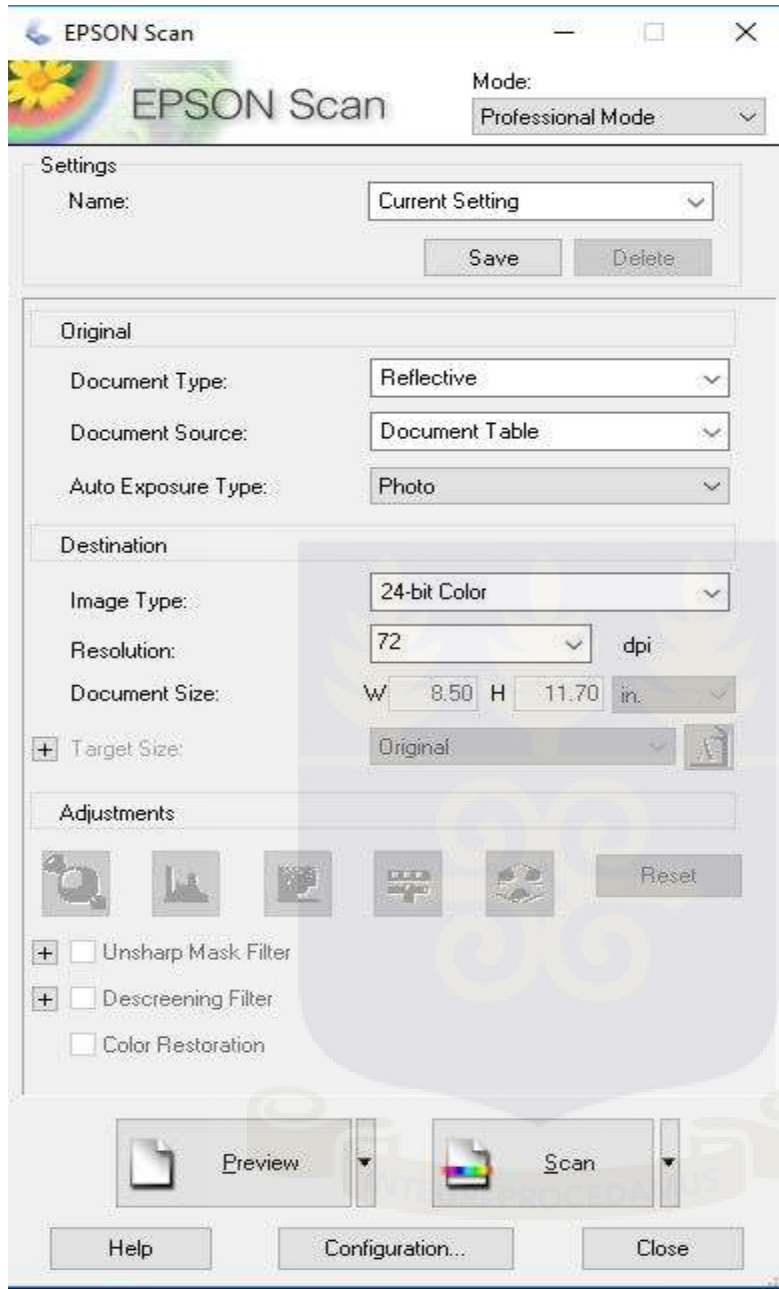 EPSON Scan
EPSON Scan
Mode:
Professional Mode
Settings
Name: Current Setting
Save Delete
Original
Document Type: Reflective
Document Source: Document Table
Auto Exposure Type: Photo
Destination
Image Type: 24-bit Color
Resolution: 72 dpi
Document Size: W 8.50 H 11.70 in.
+ Target Size: Original
Adjustments
Reset
+ Unsharp Mask Filter
+ Descreening Filter
Color Restoration
Preview Scan
INTEGRI PROCEDAMUS
Help Configuration... Close